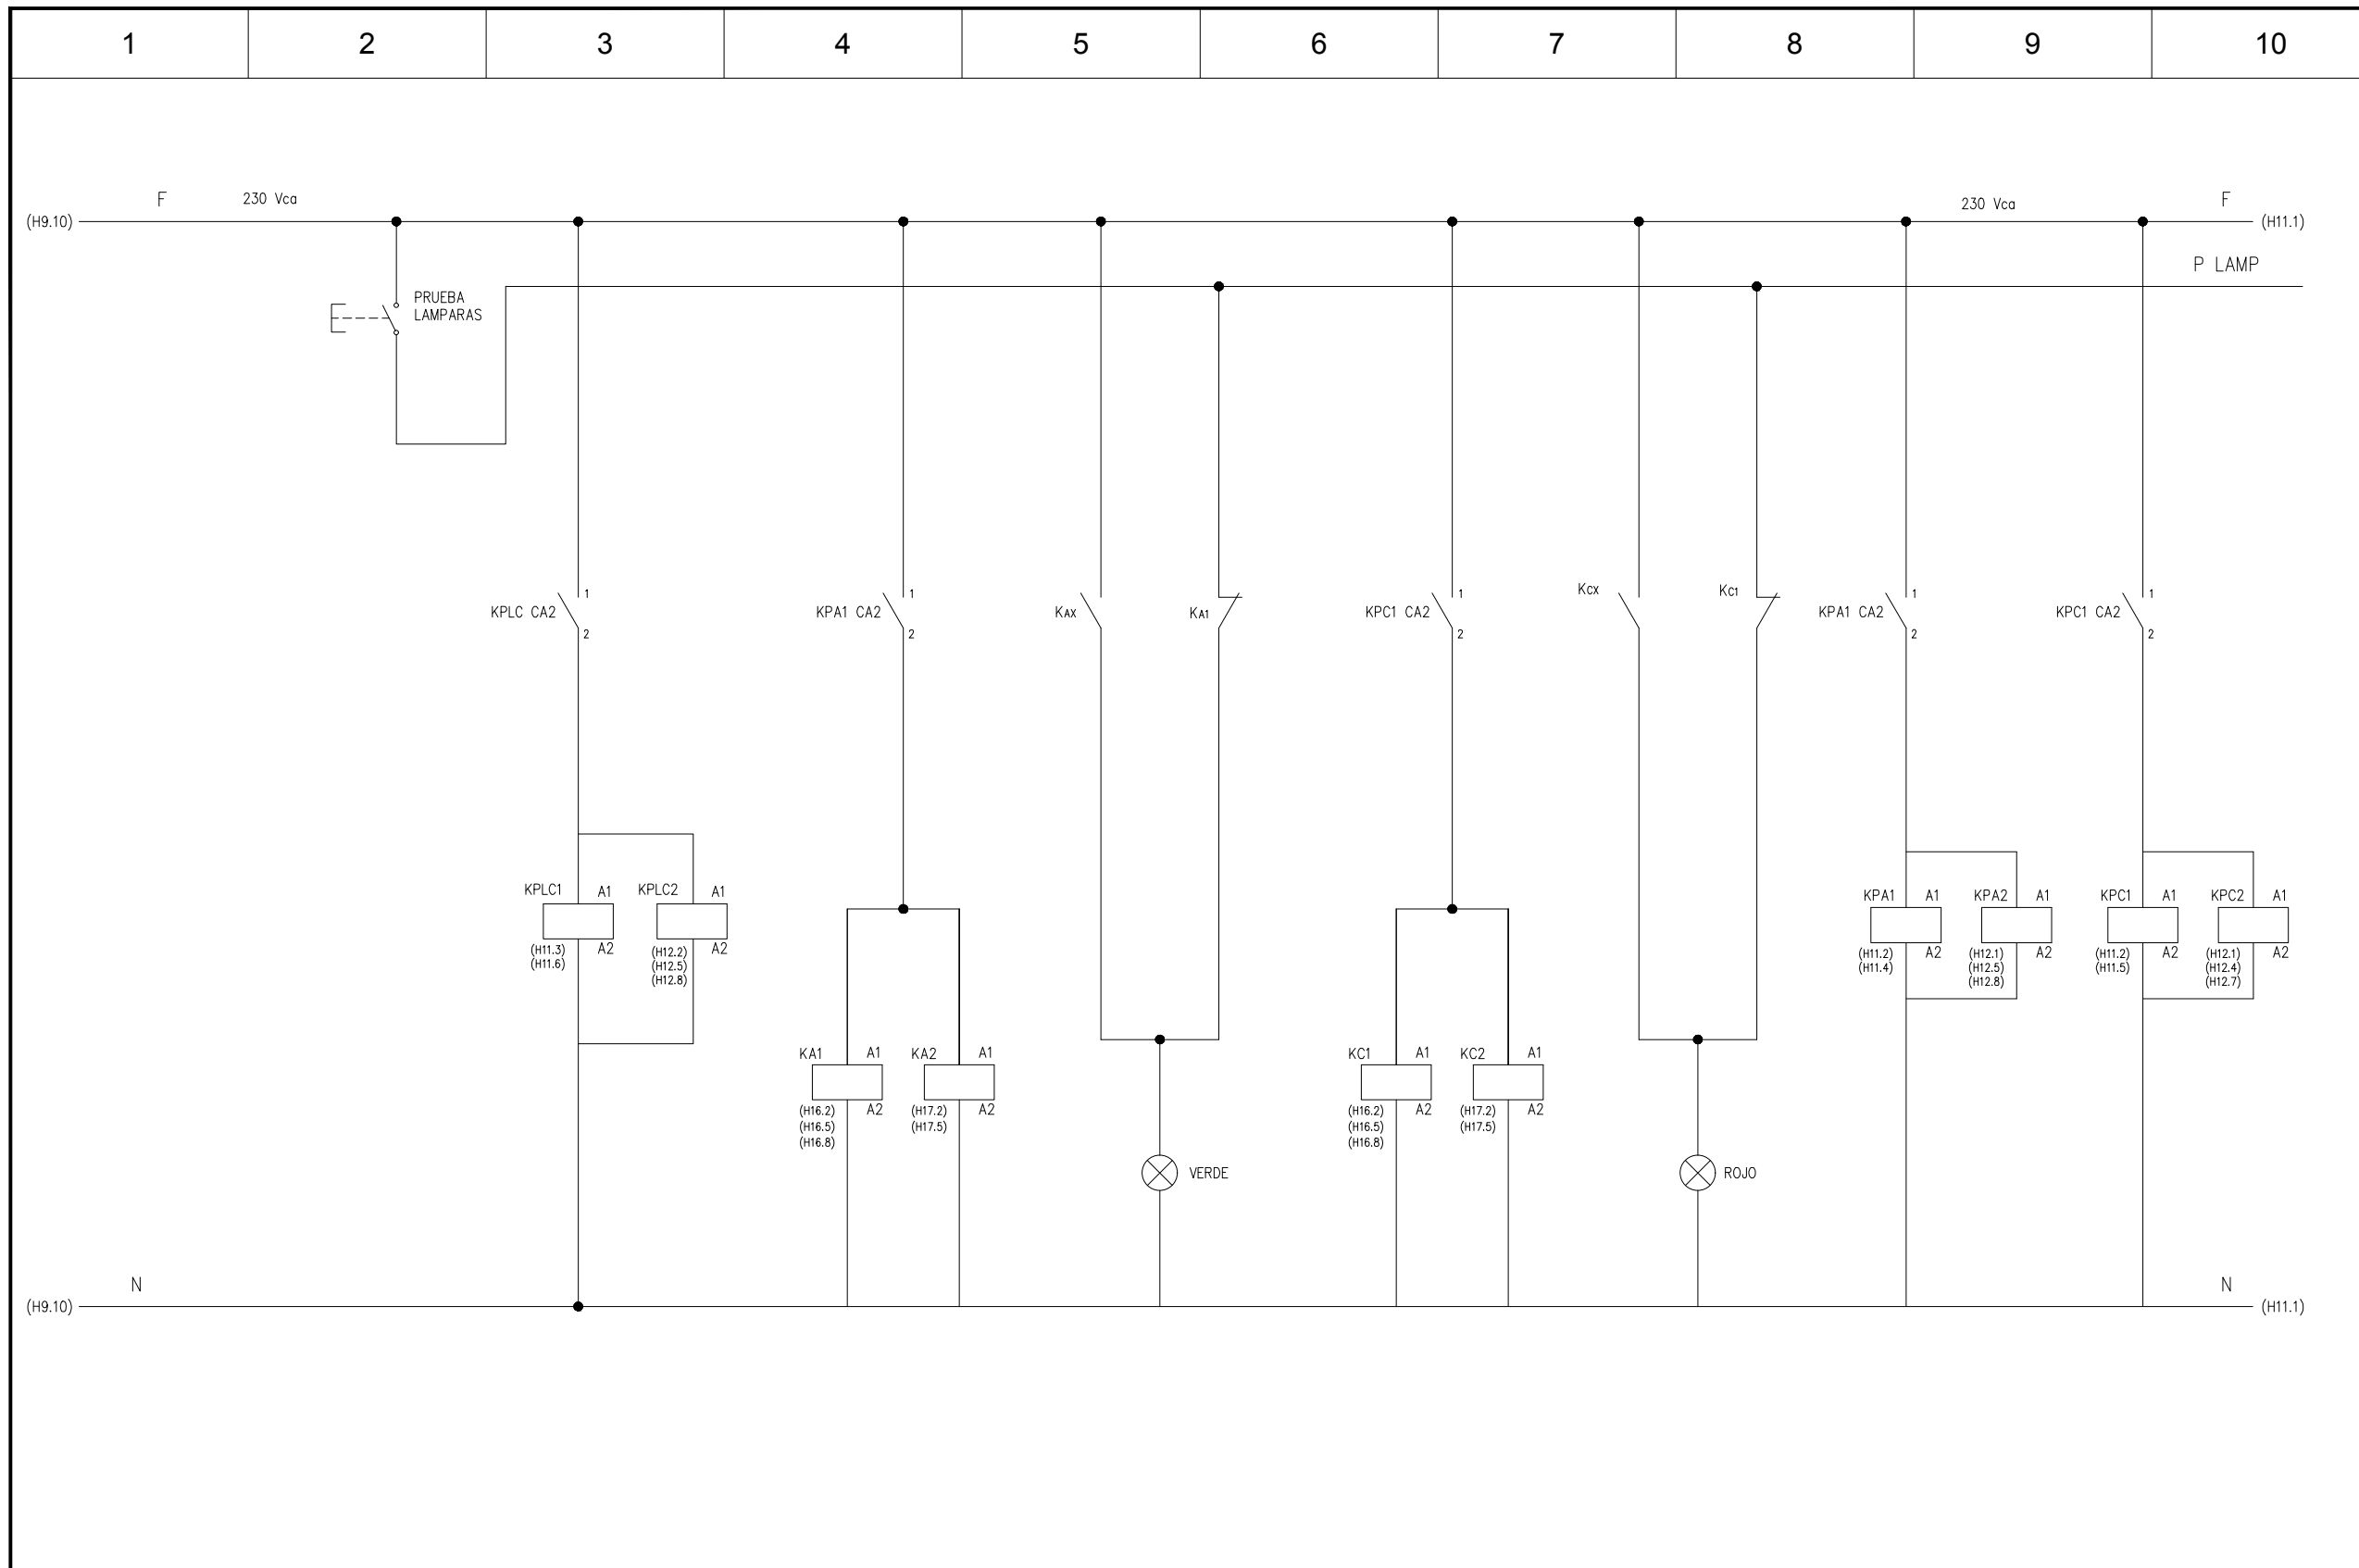 1 2 3 4 5 6 7 8 9 10
F 230 Vca 230 Vca F
(H9.10) (H11.1)
P LAMP
PRUEBA
LAMPARAS
KPLC CA2 1 2
KPA1 CA2 1 2
KAX
KA1
KPC1 CA2 1 2
KCX
KC1
KPA1 CA2 1 2
KPC1 CA2 1 2
KPLC1 A1
A2
(H11.3)
(H11.6)
KPLC2 A1
A2
(H12.2)
(H12.5)
(H12.8)
KA1 A1
A2
(H16.2)
(H16.5)
(H16.8)
KA2 A1
A2
(H17.2)
(H17.5)
VERDE
KC1 A1
A2
(H16.2)
(H16.5)
(H16.8)
KC2 A1
A2
(H17.2)
(H17.5)
ROJO
KPA1 A1
A2
(H11.2)
(H11.4)
KPA2 A1
A2
(H12.1)
(H12.5)
(H12.8)
KPC1 A1
A2
(H11.2)
(H11.5)
KPC2 A1
A2
(H12.1)
(H12.4)
(H12.7)
N N
(H9.10) (H11.1)